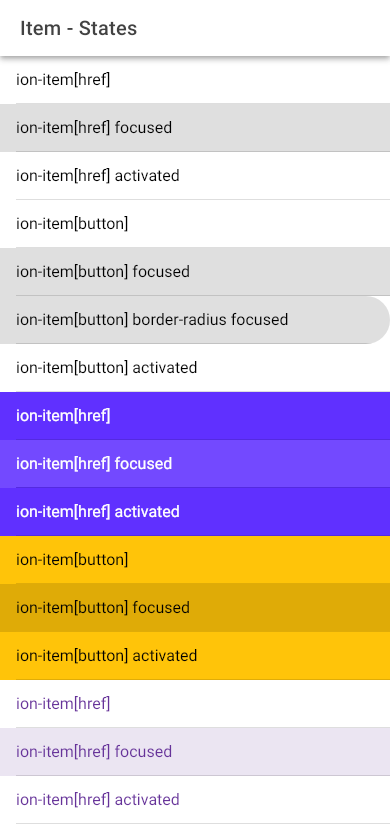 Item - States
ion-item[href]
ion-item[href] focused
ion-item[href] activated
ion-item[button]
ion-item[button] focused
ion-item[button] border-radius focused
ion-item[button] activated
ion-item[href]
ion-item[href] focused
ion-item[href] activated
ion-item[button]
ion-item[button] focused
ion-item[button] activated
ion-item[href]
ion-item[href] focused
ion-item[href] activated